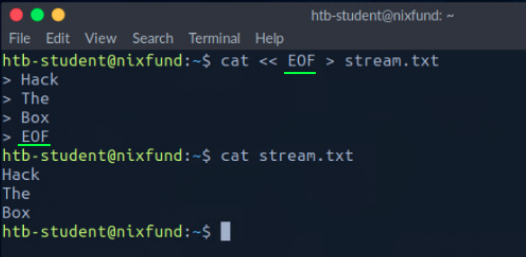 htb-student@nixfund: ~
File Edit View Search Terminal Help
htb-student@nixfund:~$ cat << EOF > stream.txt
> Hack
> The
> Box
> EOF
htb-student@nixfund:~$ cat stream.txt
Hack
The
Box
htb-student@nixfund:~$